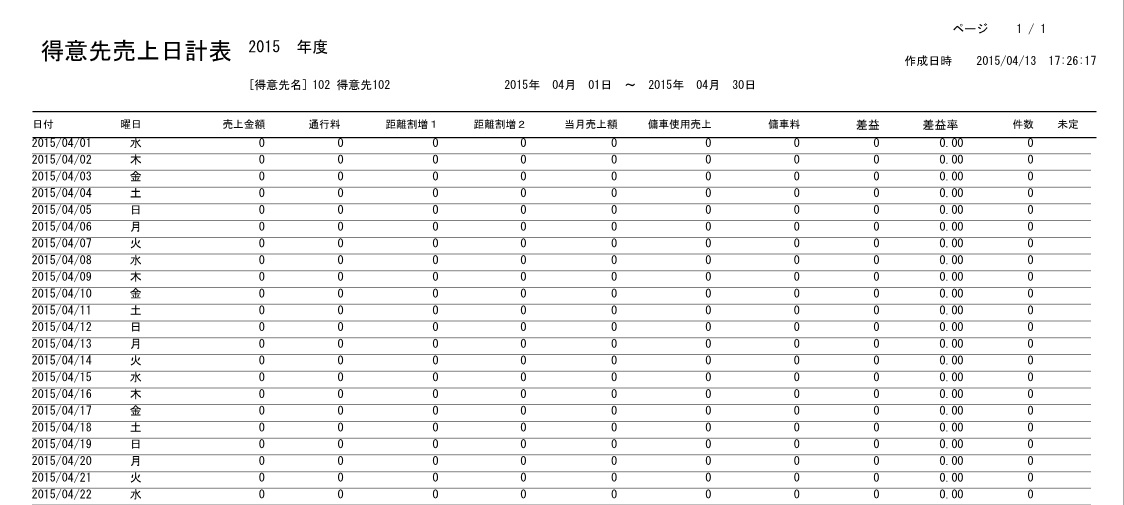 ページ 1 / 1
得意先売上日計表 2015 年度
作成日時 2015/04/13 17:26:17
[得意先名] 102 得意先102 2015年 04月 01日 ～ 2015年 04月 30日
日付 曜日 売上金額 通行料 距離割増1 距離割増2 当月売上額 傭車使用売上 傭車料 差益 差益率 件数 未定
2015/04/01 水 0 0 0 0 0 0 0 0 0.00 0
2015/04/02 木 0 0 0 0 0 0 0 0 0.00 0
2015/04/03 金 0 0 0 0 0 0 0 0 0.00 0
2015/04/04 土 0 0 0 0 0 0 0 0 0.00 0
2015/04/05 日 0 0 0 0 0 0 0 0 0.00 0
2015/04/06 月 0 0 0 0 0 0 0 0 0.00 0
2015/04/07 火 0 0 0 0 0 0 0 0 0.00 0
2015/04/08 水 0 0 0 0 0 0 0 0 0.00 0
2015/04/09 木 0 0 0 0 0 0 0 0 0.00 0
2015/04/10 金 0 0 0 0 0 0 0 0 0.00 0
2015/04/11 土 0 0 0 0 0 0 0 0 0.00 0
2015/04/12 日 0 0 0 0 0 0 0 0 0.00 0
2015/04/13 月 0 0 0 0 0 0 0 0 0.00 0
2015/04/14 火 0 0 0 0 0 0 0 0 0.00 0
2015/04/15 水 0 0 0 0 0 0 0 0 0.00 0
2015/04/16 木 0 0 0 0 0 0 0 0 0.00 0
2015/04/17 金 0 0 0 0 0 0 0 0 0.00 0
2015/04/18 土 0 0 0 0 0 0 0 0 0.00 0
2015/04/19 日 0 0 0 0 0 0 0 0 0.00 0
2015/04/20 月 0 0 0 0 0 0 0 0 0.00 0
2015/04/21 火 0 0 0 0 0 0 0 0 0.00 0
2015/04/22 水 0 0 0 0 0 0 0 0 0.00 0